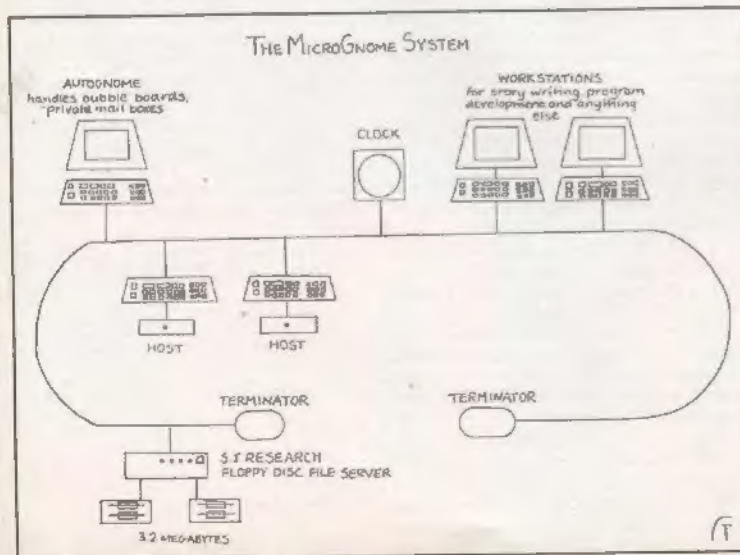 THE MICROGNOME SYSTEM
AUTOGNOME
handles bubble boards,
private mail boxes
WORKSTATIONS
for story writing program
development and anything
else
CLOCK
HOST
HOST
TERMINATOR
TERMINATOR
S.J RESEARCH
FLOPPY DISC FILE SERVER
3.2 MEGABYTES